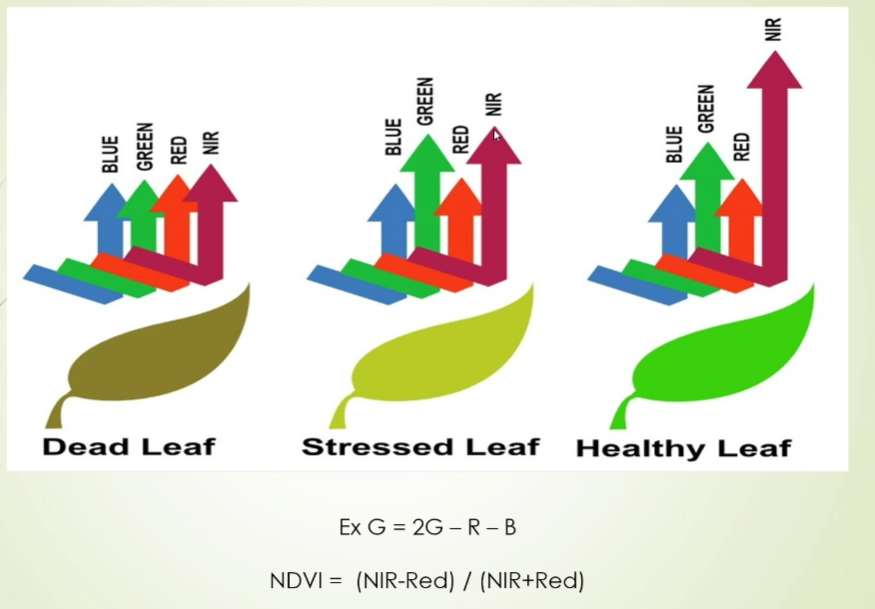 BLUE GREEN RED NIR
BLUE GREEN RED NIR
BLUE GREEN RED NIR
Dead Leaf Stressed Leaf Healthy Leaf
Ex G = 2G – R – B
NDVI = (NIR-Red) / (NIR+Red)